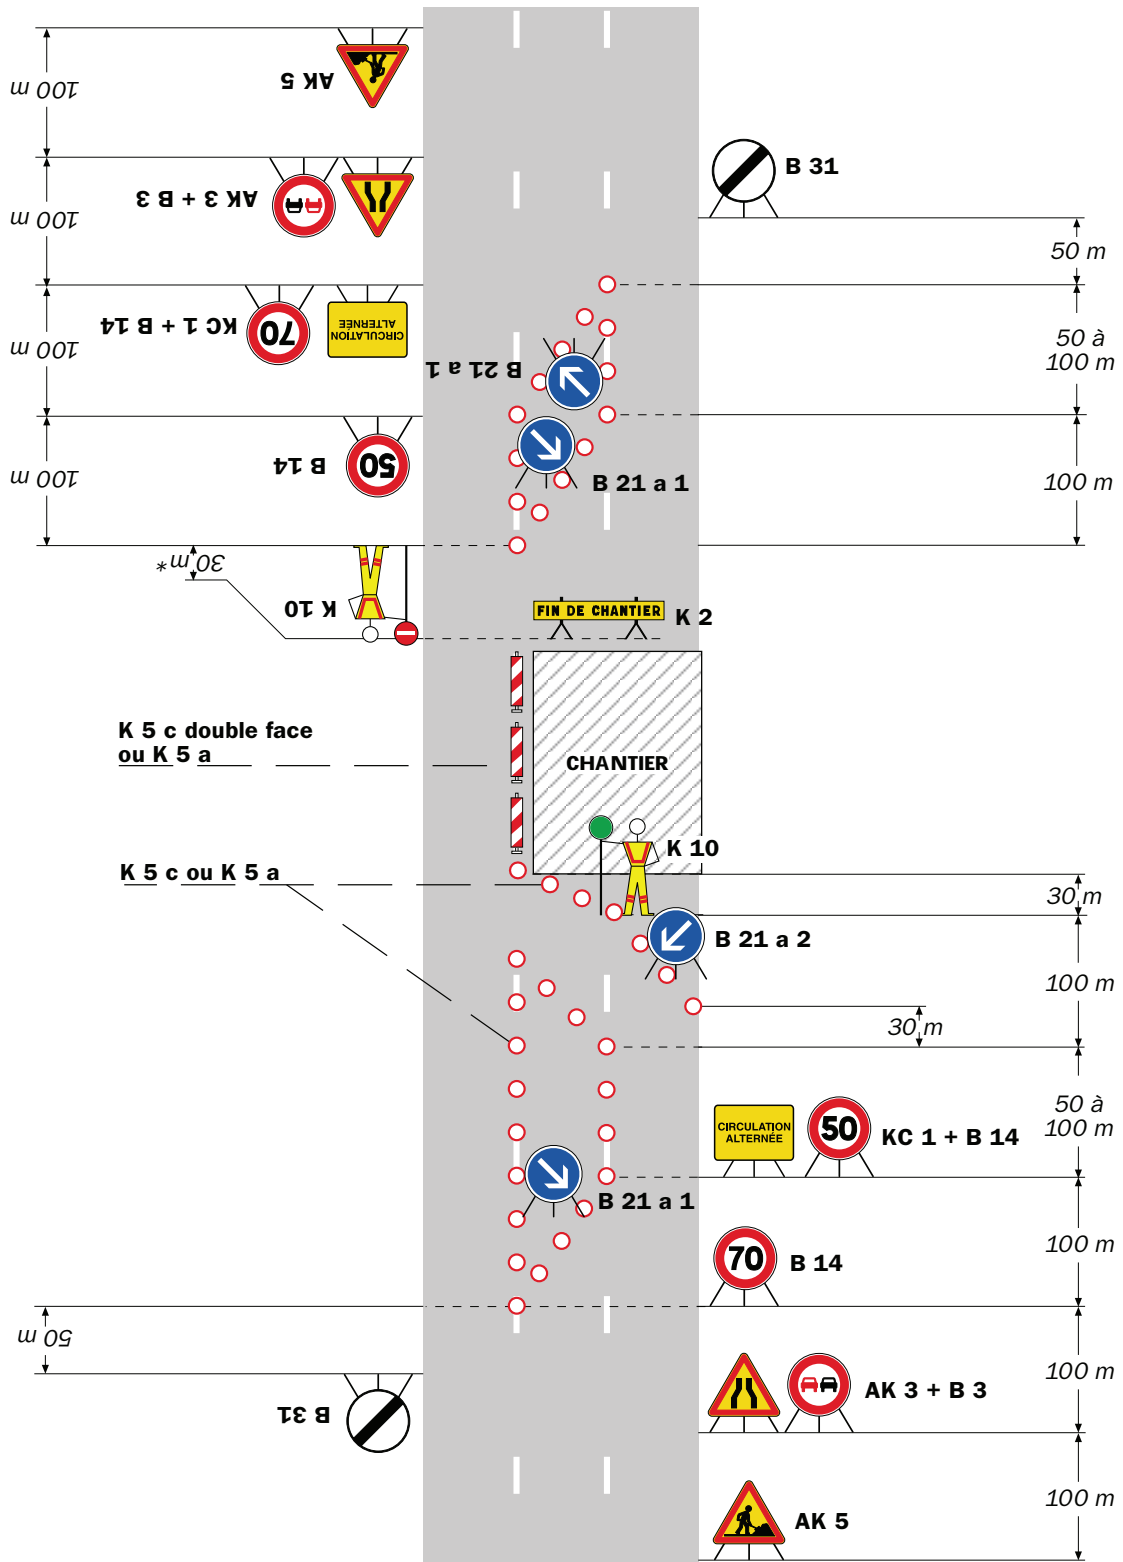 100 m
AK 5
100 m
AK 3 + B 3
B 31
50 m
100 m
KC 1 + B 14
70
CIRCULATION
ALTERNÉE
B 21 a 1
50 à
100 m
100 m
B 14
50
B 21 a 1
100 m
30 m*
K 10
FIN DE CHANTIER
K 2
K 5 c double face
ou K 5 a
CHANTIER
K 10
K 5 c ou K 5 a
30 m
B 21 a 2
100 m
30 m
CIRCULATION
ALTERNÉE
50
KC 1 + B 14
50 à
100 m
B 21 a 1
70
B 14
100 m
50 m
AK 3 + B 3
100 m
B 31
AK 5
100 m